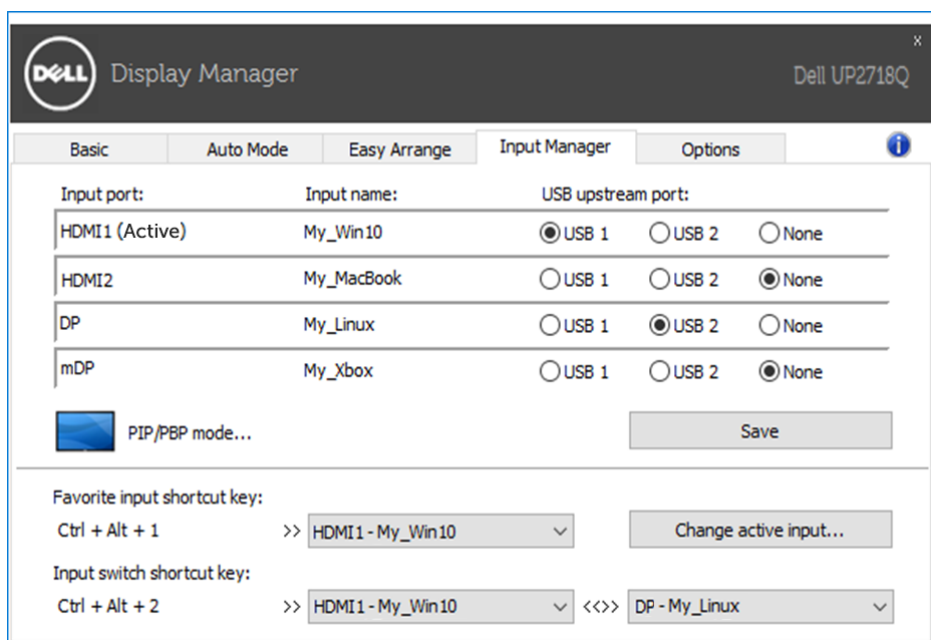 x
DELL Display Manager Dell UP2718Q
Basic Auto Mode Easy Arrange Input Manager Options i
Input port: Input name: USB upstream port:
HDMI1 (Active) My_Win10 USB 1 USB 2 None
HDMI2 My_MacBook USB 1 USB 2 None
DP My_Linux USB 1 USB 2 None
mDP My_Xbox USB 1 USB 2 None
PIP/PBP mode... Save
Favorite input shortcut key:
Ctrl + Alt + 1 >> HDMI1 - My_Win10 Change active input...
Input switch shortcut key:
Ctrl + Alt + 2 >> HDMI1 - My_Win10 <<>> DP - My_Linux